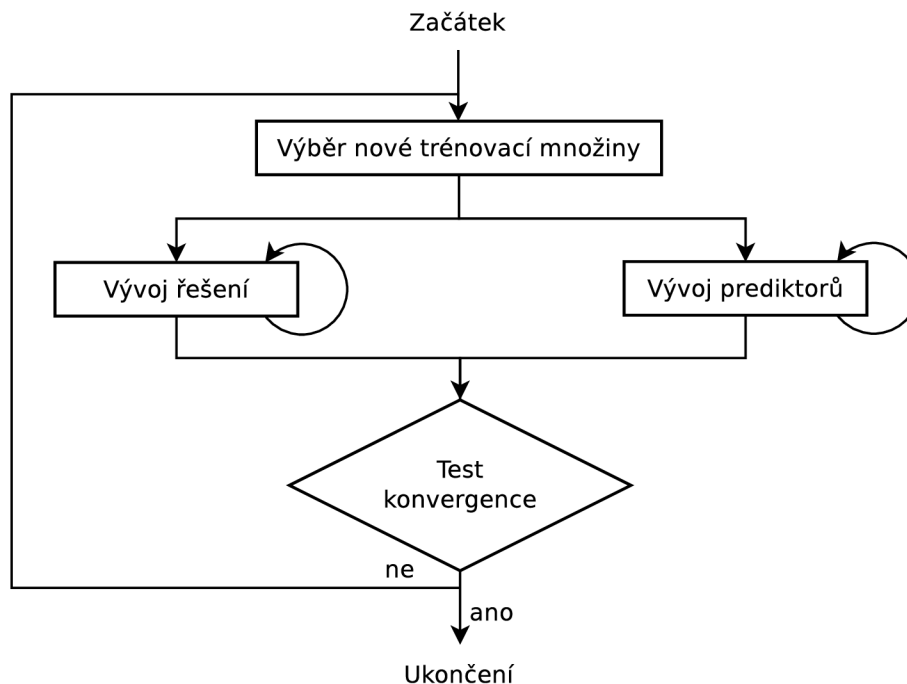 Začátek
Výběr nové trénovací množiny
Vývoj řešení
Vývoj prediktorů
Test
konvergence
ne
ano
Ukončení